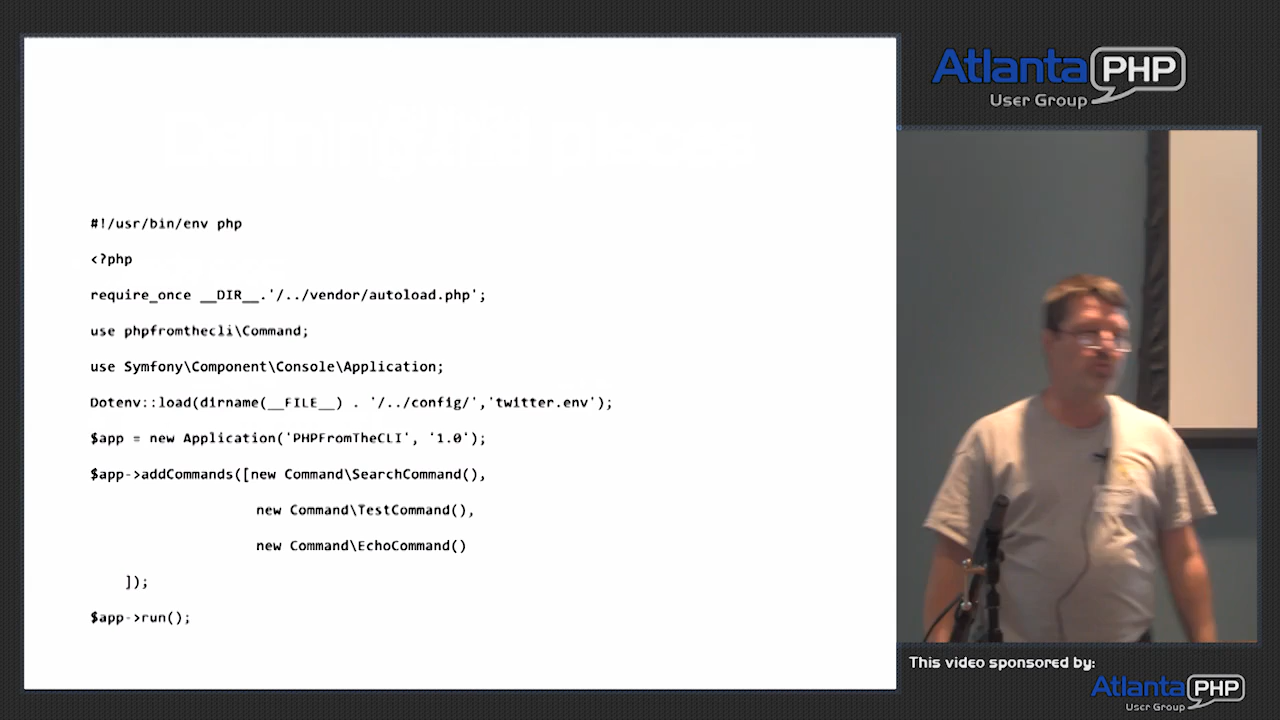 #!/usr/bin/env php
<?php
require_once __DIR__.'/../vendor/autoload.php';
use phpfromthecli\Command;
use Symfony\Component\Console\Application;
Dotenv::load(dirname(__FILE__) . '/../config/','twitter.env');
$app = new Application('PHPFromTheCLI', '1.0');
$app->addCommands([new Command\SearchCommand(),
new Command\TestCommand(),
new Command\EchoCommand()
]);
$app->run();
Atlanta PHP
User Group
This video sponsored by:
Atlanta PHP
User Group